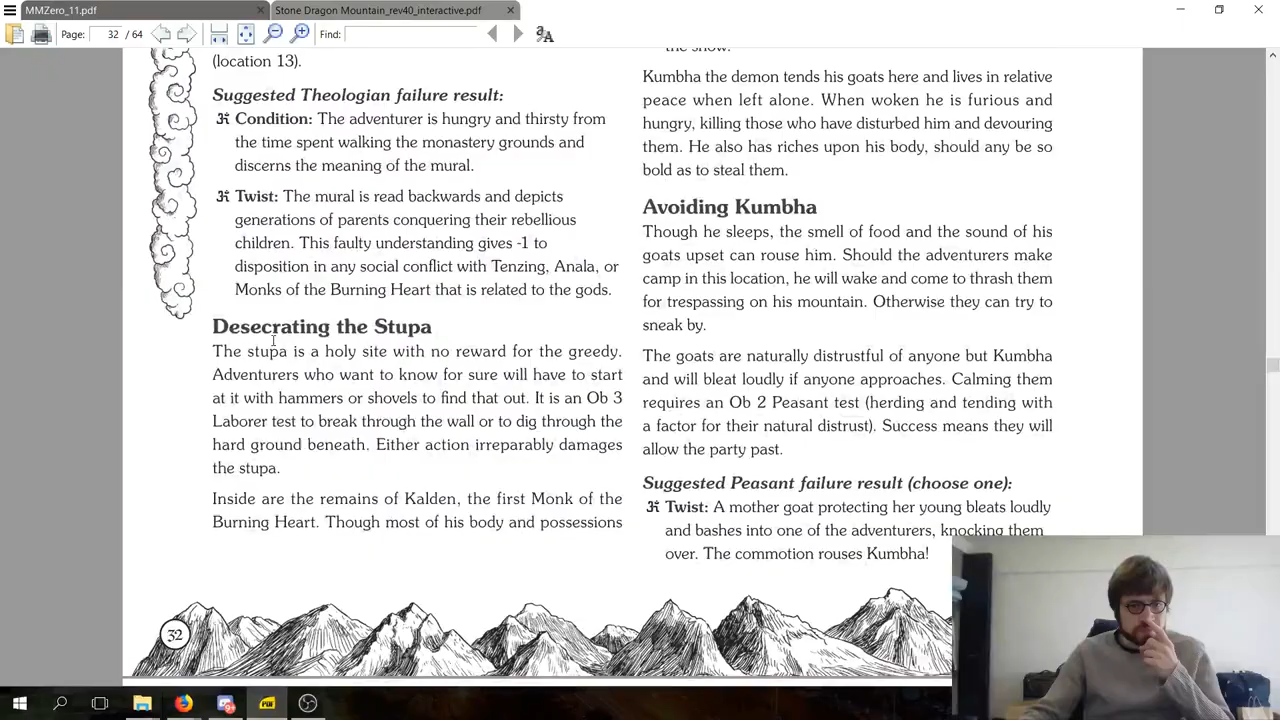 MMZero_11.pdf
Stone Dragon Mountain_rev40_interactive.pdf
Page: 32 / 64
Find:
(location 13).
Suggested Theologian failure result:
Condition: The adventurer is hungry and thirsty from
the time spent walking the monastery grounds and
discerns the meaning of the mural.
Twist: The mural is read backwards and depicts
generations of parents conquering their rebellious
children. This faulty understanding gives -1 to
disposition in any social conflict with Tenzing, Anala, or
Monks of the Burning Heart that is related to the gods.
Desecrating the Stupa
The stupa is a holy site with no reward for the greedy.
Adventurers who want to know for sure will have to start
at it with hammers or shovels to find that out. It is an Ob 3
Laborer test to break through the wall or to dig through the
hard ground beneath. Either action irreparably damages
the stupa.
Inside are the remains of Kalden, the first Monk of the
Burning Heart. Though most of his body and possessions
the show.
Kumbha the demon tends his goats here and lives in relative
peace when left alone. When woken he is furious and
hungry, killing those who have disturbed him and devouring
them. He also has riches upon his body, should any be so
bold as to steal them.
Avoiding Kumbha
Though he sleeps, the smell of food and the sound of his
goats upset can rouse him. Should the adventurers make
camp in this location, he will wake and come to thrash them
for trespassing on his mountain. Otherwise they can try to
sneak by.
The goats are naturally distrustful of anyone but Kumbha
and will bleat loudly if anyone approaches. Calming them
requires an Ob 2 Peasant test (herding and tending with
a factor for their natural distrust). Success means they will
allow the party past.
Suggested Peasant failure result (choose one):
Twist: A mother goat protecting her young bleats loudly
and bashes into one of the adventurers, knocking them
over. The commotion rouses Kumbha!
32